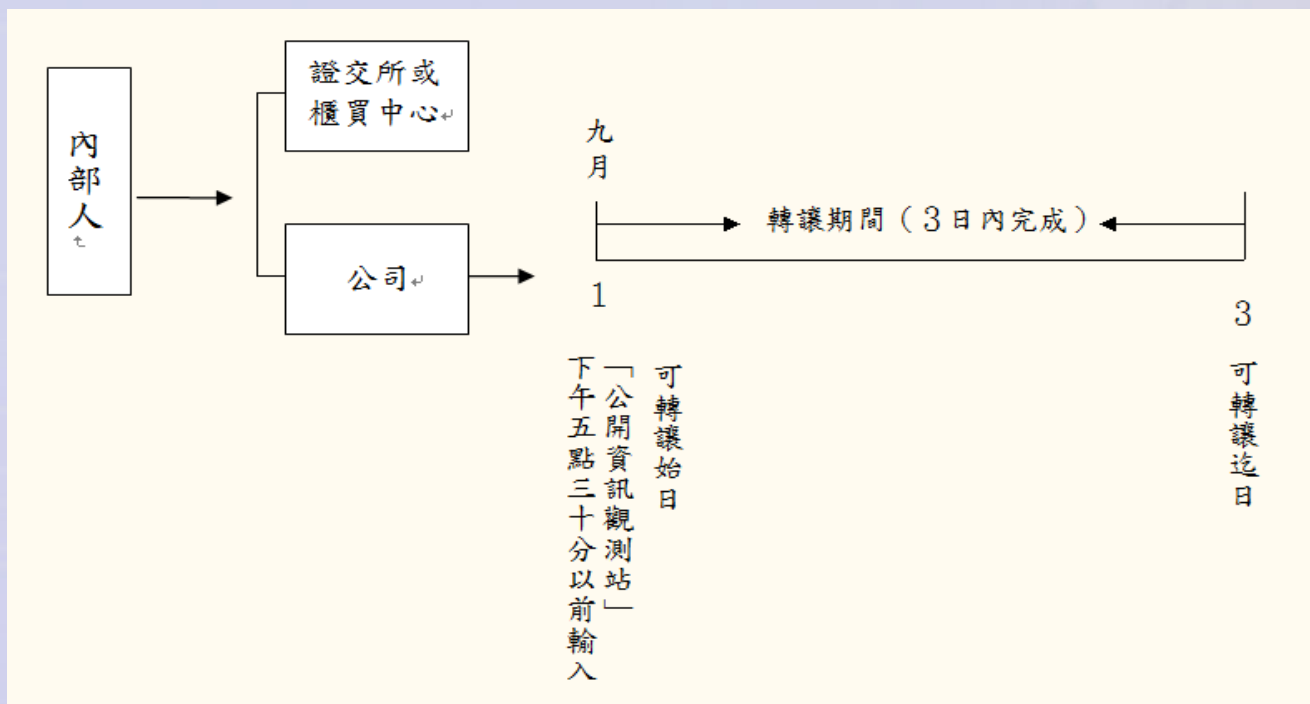 內部人
證交所或
櫃買中心
公司
九月
轉讓期間（3日內完成）
1
3
「公開資訊觀測站」
下午五點三十分以前輸入
可轉讓始日
可轉讓迄日